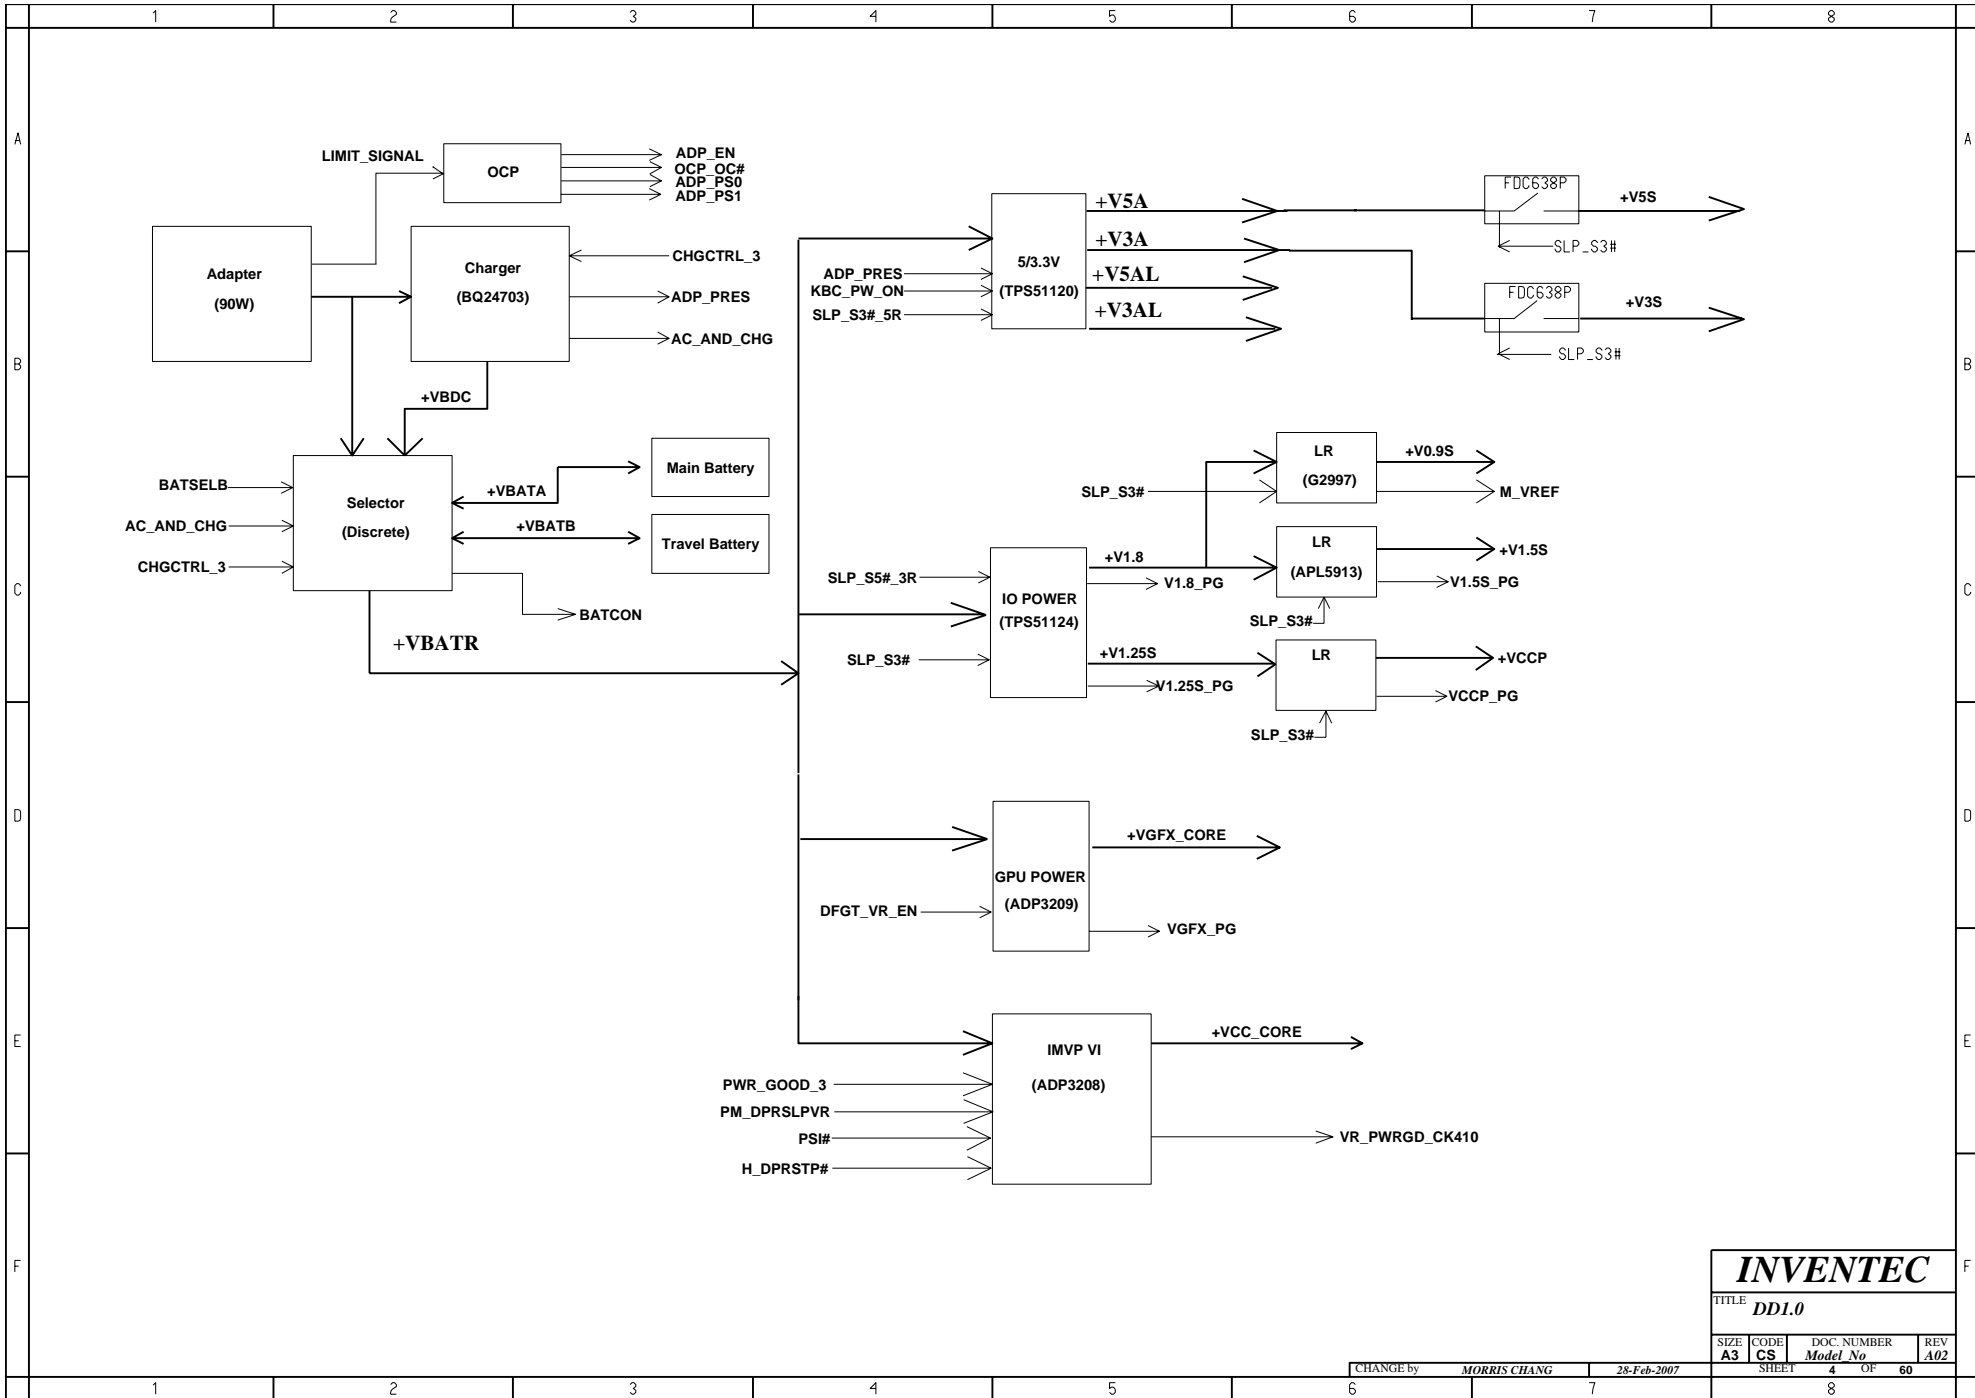 1 2 3 4 5 6 7 8
A A
LIMIT_SIGNAL
OCP
ADP_EN
OCP_OC#
ADP_PS0
ADP_PS1
Adapter
(90W)
Charger
(BQ24703)
CHGCTRL_3
ADP_PRES
AC_AND_CHG
+VBDC
B B
BATSELB
AC_AND_CHG
CHGCTRL_3
Selector
(Discrete)
+VBATA
Main Battery
+VBATB
Travel Battery
BATCON
+VBATR
C C
ADP_PRES
KBC_PW_ON
SLP_S3#_5R
5/3.3V
(TPS51120)
+V5A
+V3A
+V5AL
+V3AL
FDC638P
+V5S
SLP_S3#
FDC638P
+V3S
SLP_S3#
SLP_S3#
LR
(G2997)
+V0.9S
M_VREF
SLP_S5#_3R
SLP_S3#
IO POWER
(TPS51124)
+V1.8
V1.8_PG
+V1.25S
V1.25S_PG
LR
(APL5913)
+V1.5S
V1.5S_PG
SLP_S3#
LR
+VCCP
VCCP_PG
SLP_S3#
D D
DFGT_VR_EN
GPU POWER
(ADP3209)
+VGFX_CORE
VGFX_PG
E E
IMVP VI
(ADP3208)
PWR_GOOD_3
PM_DPRSLPVR
PSI#
H_DPRSTP#
+VCC_CORE
VR_PWRGD_CK410
F F
INVENTEC
TITLE DD1.0
SIZE CODE DOC. NUMBER REV
A3 CS Model_No A02
CHANGE by MORRIS CHANG 28-Feb-2007 SHEET 4 OF 60
1 2 3 4 5 6 7 8